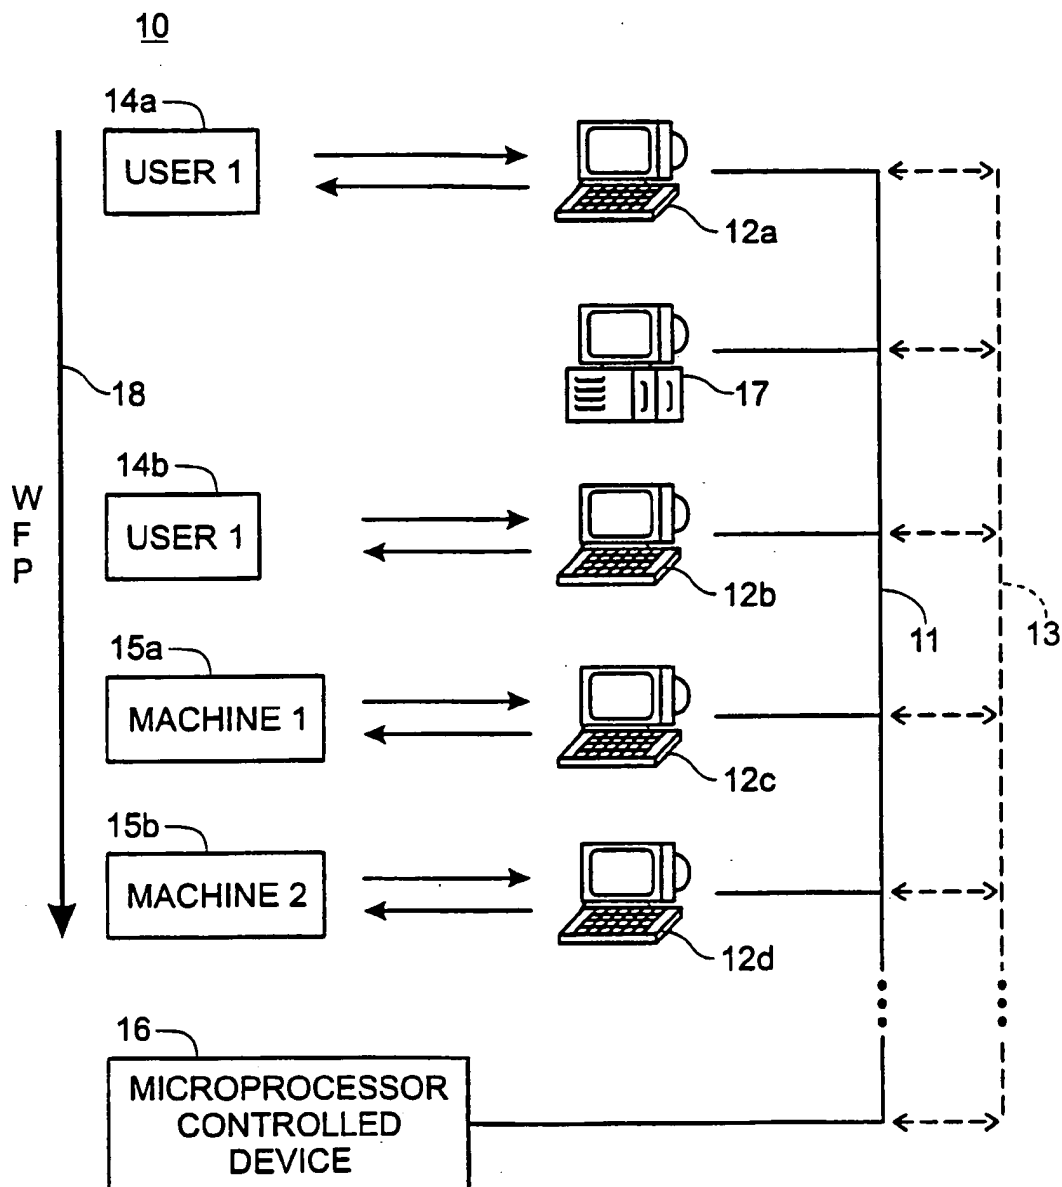 10
14a
USER 1
12a
17
18
14b
USER 1
W
F
P
12b
11
13
15a
MACHINE 1
12c
15b
MACHINE 2
12d
16
MICROPROCESSOR
CONTROLLED
DEVICE